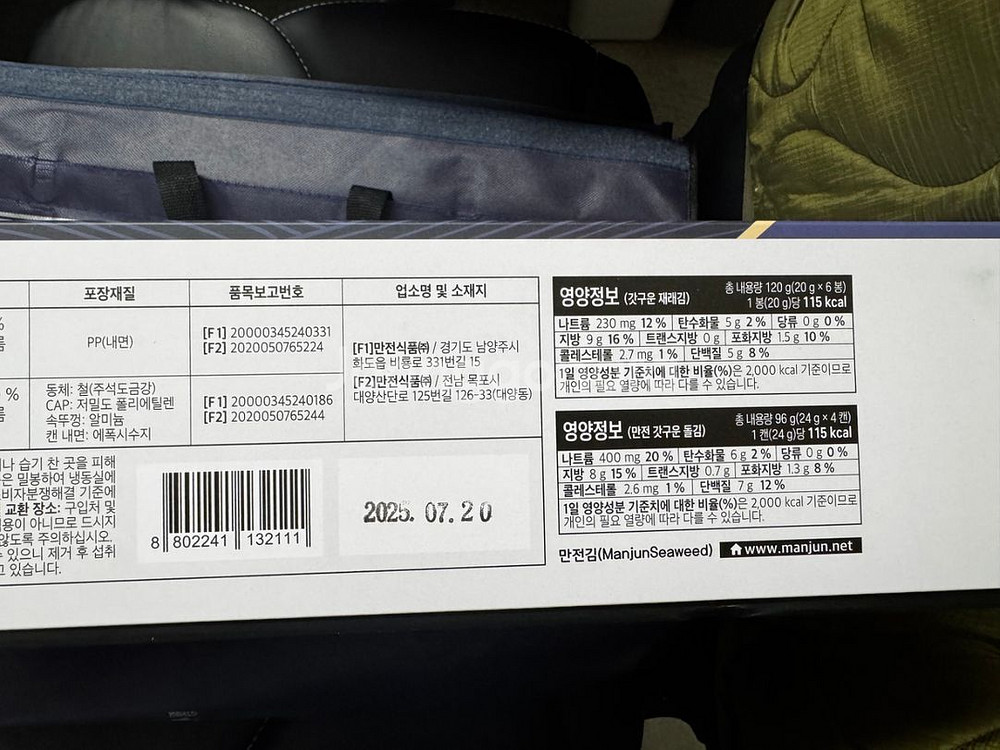 포장재질
품목보고번호
업소명 및 소재지
%
PP(내면)
[F1] 20000345240331
[F2] 2020050765224
[F1]만전식품㈜ / 경기도 남양주시
화도읍 비룡로 331번길 15
[F2]만전식품㈜ / 전남 목포시
대양산단로 125번길 126-33(대양동)
%
동체: 철(주석도금강)
CAP: 저밀도 폴리에틸렌
속뚜껑: 알미늄
캔 내면: 에폭시수지
[F1] 20000345240186
[F2] 2020050765244
나 습기 찬 곳을 피해
은 밀봉하여 냉동실에
비자분쟁해결 기준에
교환 장소: 구입처 및
용이 아니므로 드시지
않도록 주의하십시오.
있으니 제거 후 섭취
고 있습니다.
8 802241 132111
2025. 07. 20
영양정보 (갓구운 재래김)
총 내용량 120 g(20 g × 6 봉)
1 봉(20 g)당 115 kcal
나트륨 230 mg 12 % 탄수화물 5 g 2 % 당류 0 g 0 %
지방 9 g 16 % 트랜스지방 0 g 포화지방 1.5 g 10 %
콜레스테롤 2.7 mg 1 % 단백질 5 g 8 %
1일 영양성분 기준치에 대한 비율(%)은 2,000 kcal 기준이므로
개인의 필요 열량에 따라 다를 수 있습니다.
영양정보 (만전 갓구운 돌김)
총 내용량 96 g(24 g × 4 캔)
1 캔(24 g)당 115 kcal
나트륨 400 mg 20 % 탄수화물 6 g 2 % 당류 0 g 0 %
지방 8 g 15 % 트랜스지방 0.7 g 포화지방 1.3 g 8 %
콜레스테롤 2.6 mg 1 % 단백질 7 g 12 %
1일 영양성분 기준치에 대한 비율(%)은 2,000 kcal 기준이므로
개인의 필요 열량에 따라 다를 수 있습니다.
만전김(ManjunSeaweed) www.manjun.net